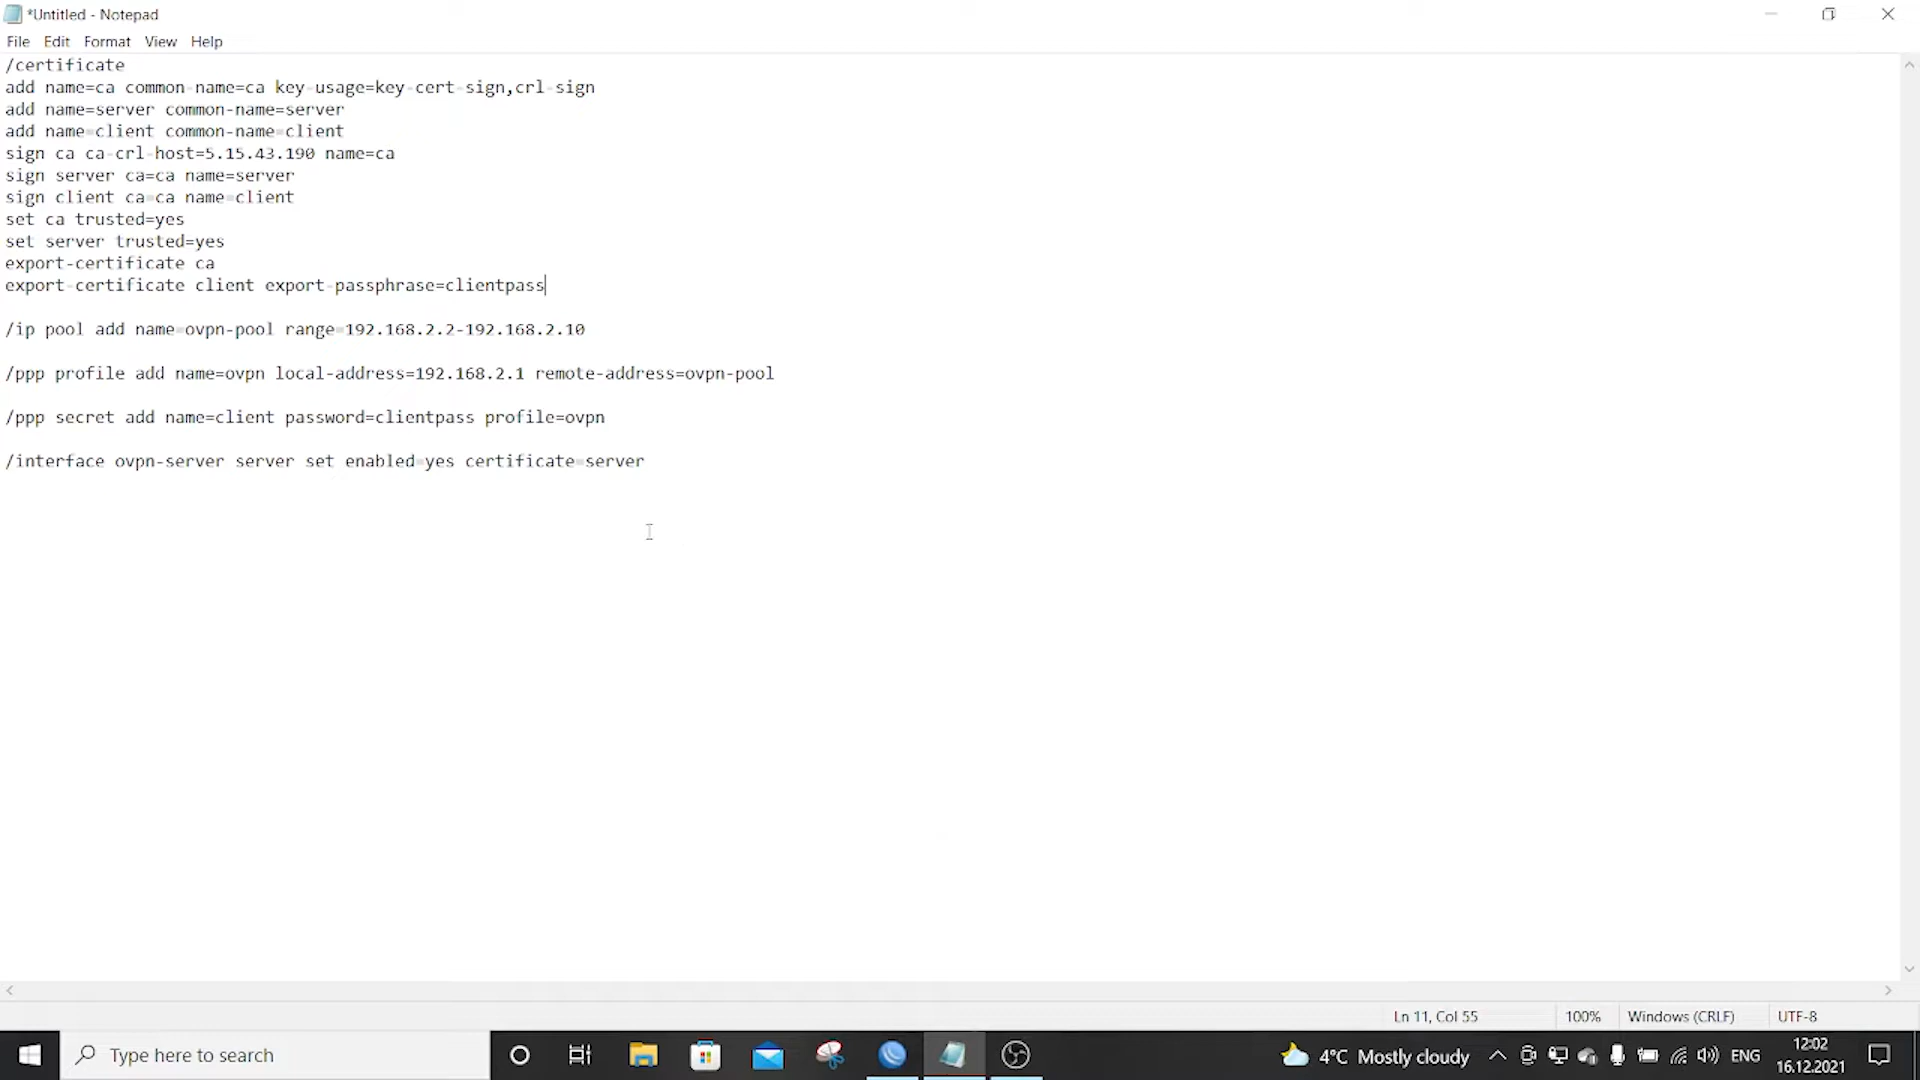 *Untitled - Notepad
File Edit Format View Help
/certificate
add name=ca common-name=ca key-usage=key-cert-sign,crl-sign
add name=server common-name=server
add name=client common-name=client
sign ca ca-crl-host=5.15.43.190 name=ca
sign server ca=ca name=server
sign client ca=ca name=client
set ca trusted=yes
set server trusted=yes
export-certificate ca
export-certificate client export-passphrase=clientpass
/ip pool add name=ovpn-pool range=192.168.2.2-192.168.2.10
/ppp profile add name=ovpn local-address=192.168.2.1 remote-address=ovpn-pool
/ppp secret add name=client password=clientpass profile=ovpn
/interface ovpn-server server set enabled=yes certificate=server
Ln 11, Col 55 100% Windows (CRLF) UTF-8
Type here to search
4°C Mostly cloudy
ENG
12:02
16.12.2021